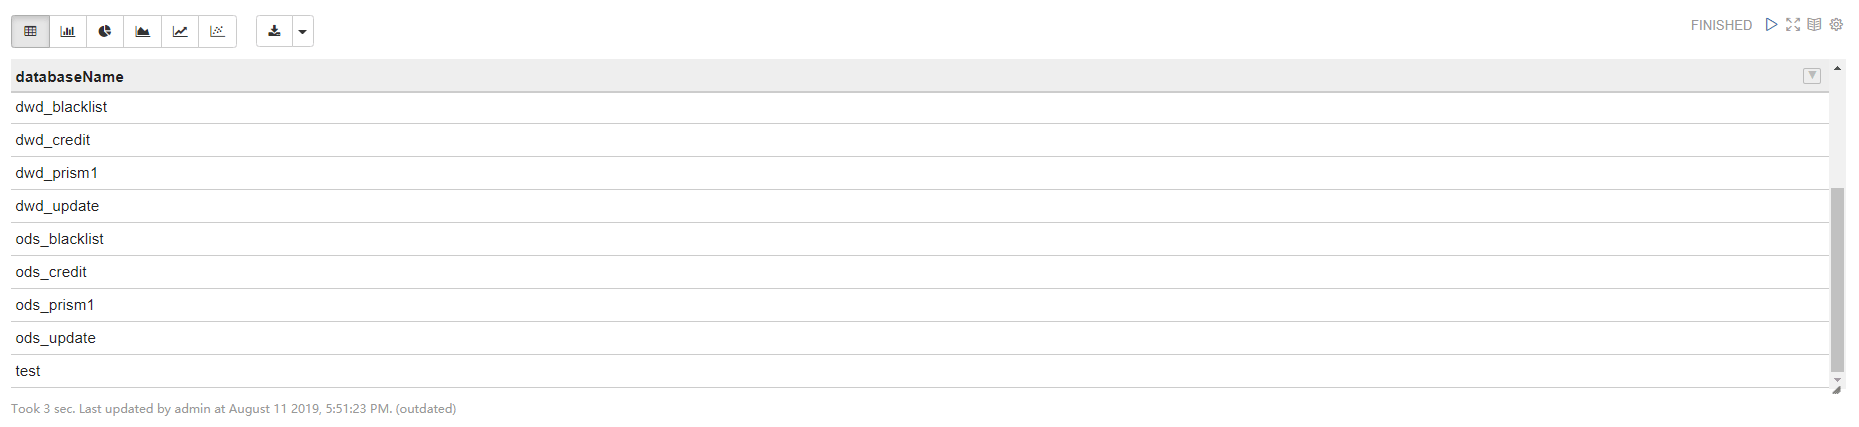 FINISHED
databaseName
dwd_blacklist
dwd_credit
dwd_prism1
dwd_update
ods_blacklist
ods_credit
ods_prism1
ods_update
test
Took 3 sec. Last updated by admin at August 11 2019, 5:51:23 PM. (outdated)